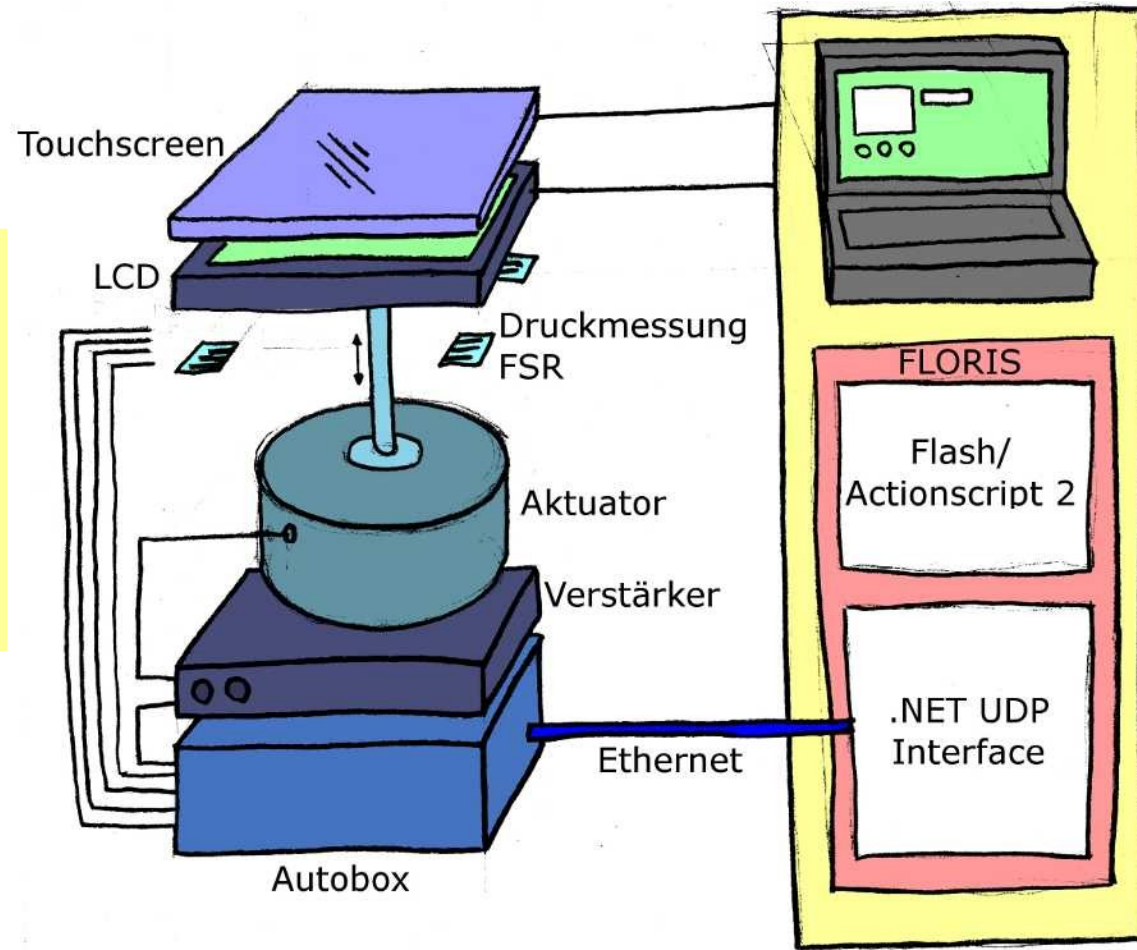 Touchscreen
LCD
Druckmessung
FSR
Aktuator
Verstärker
Ethernet
Autobox
FLORIS
Flash/
Actionscript 2
.NET UDP
Interface